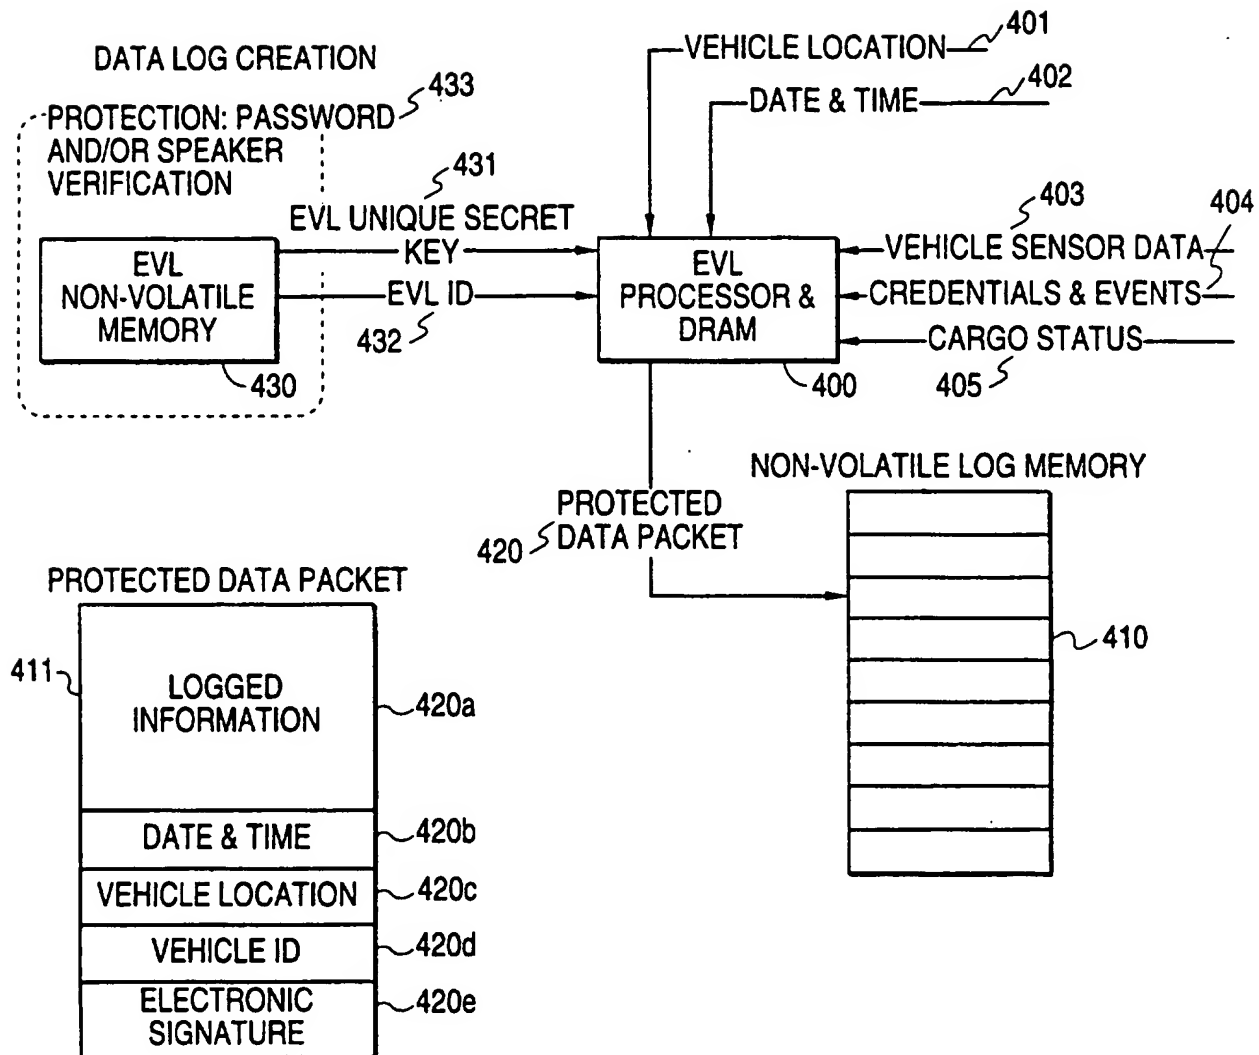 DATA LOG CREATION
PROTECTION: PASSWORD
AND/OR SPEAKER
VERIFICATION
433
VEHICLE LOCATION
401
DATE & TIME
402
431
EVL UNIQUE SECRET
KEY
EVL ID
432
EVL
NON-VOLATILE
MEMORY
430
EVL
PROCESSOR &
DRAM
400
403
404
VEHICLE SENSOR DATA
CREDENTIALS & EVENTS
CARGO STATUS
405
NON-VOLATILE LOG MEMORY
PROTECTED
DATA PACKET
420
410
PROTECTED DATA PACKET
411
LOGGED
INFORMATION
420a
DATE & TIME
420b
VEHICLE LOCATION
420c
VEHICLE ID
420d
ELECTRONIC
SIGNATURE
420e